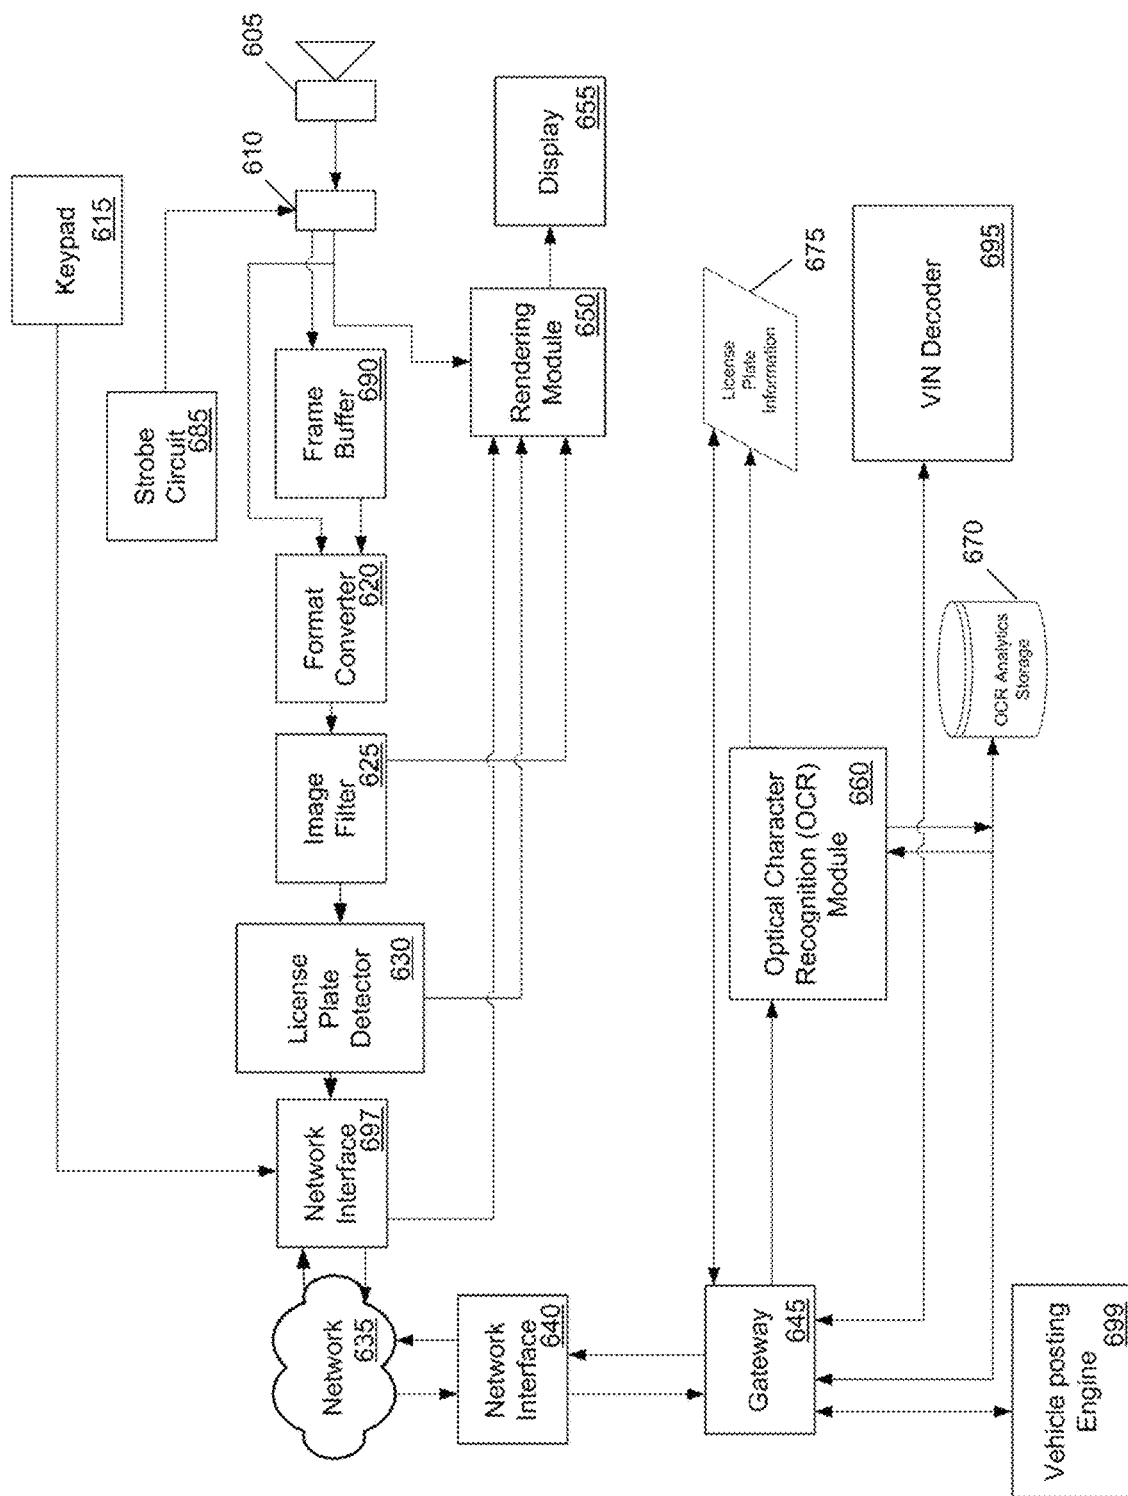 605
610
Keypad
615
Strobe
Circuit
685
Frame
Buffer
690
Format
Converter
620
Image
Filter
625
License
Plate
Detector
630
Network
Interface
697
Network
635
Network
Interface
640
Rendering
Module
650
Display
655
Gateway
645
Optical Character
Recognition (OCR)
Module
660
License
Plate
Information
675
OCR Analytics
Storage
670
VIN Decoder
695
Vehicle posting
Engine
699